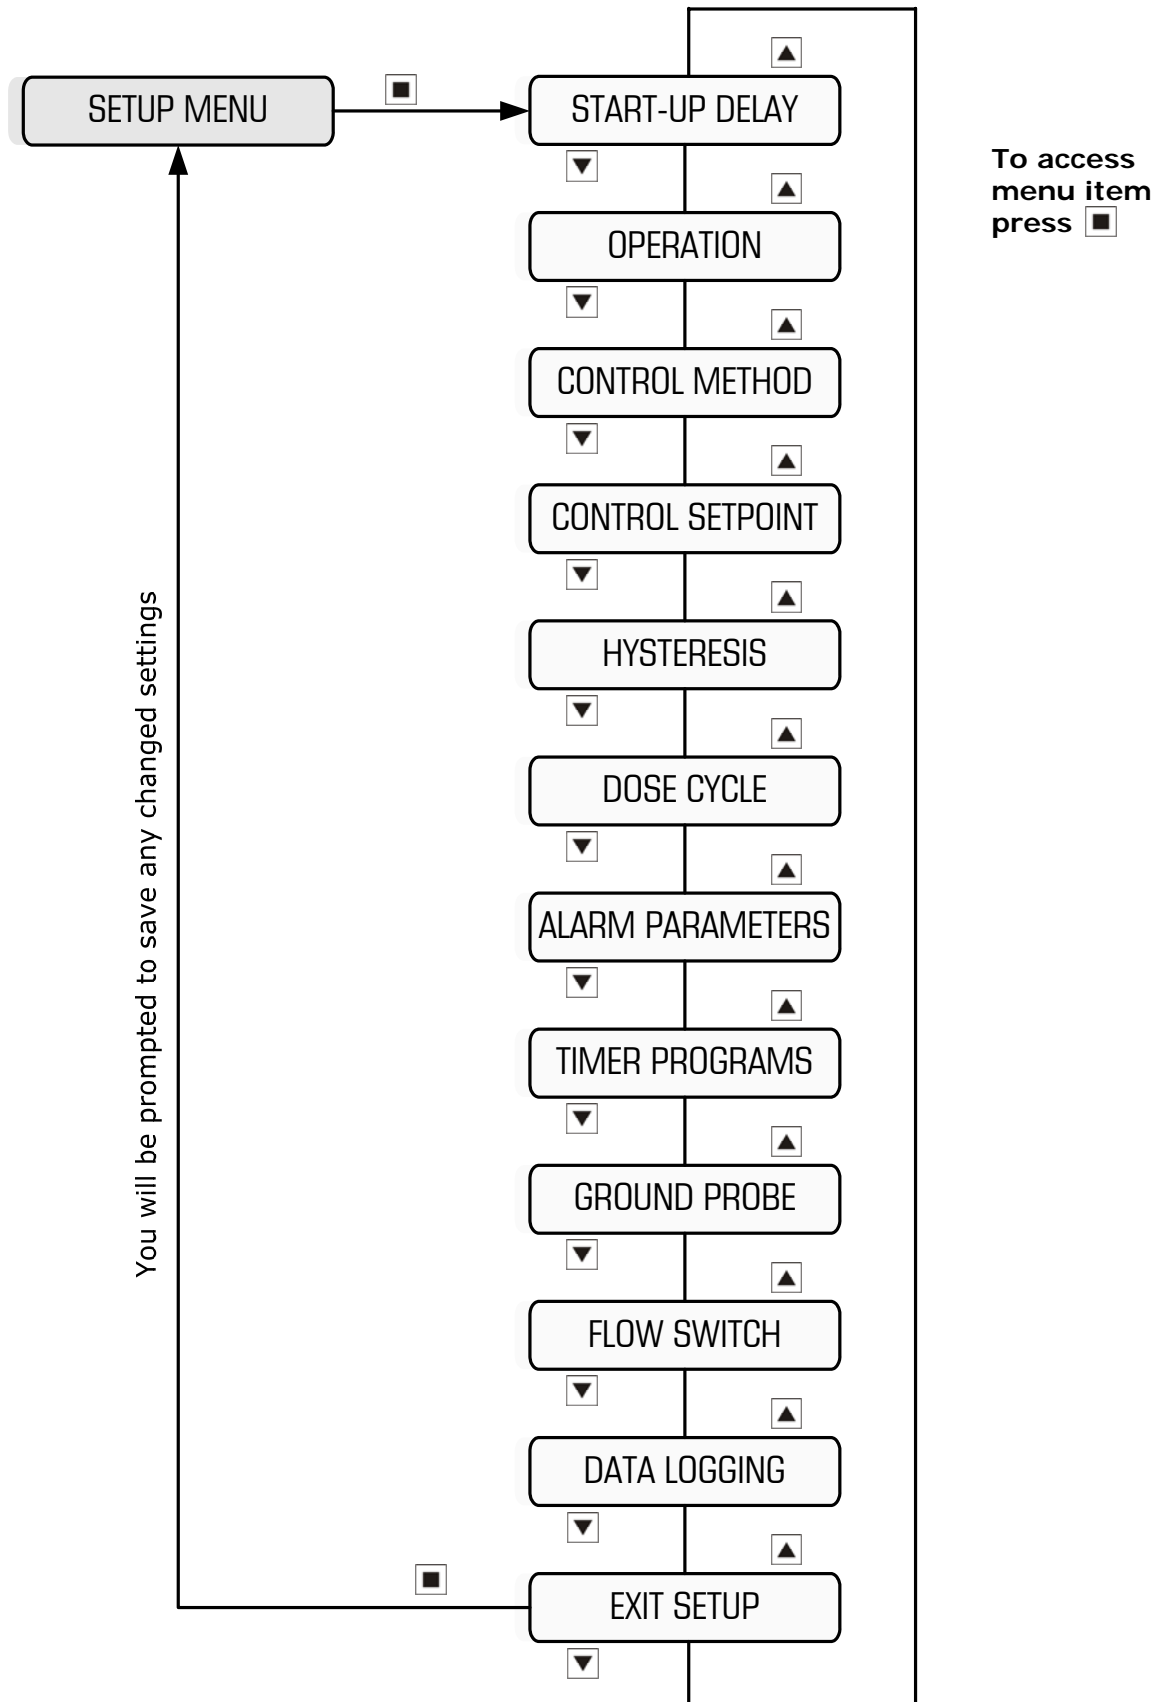 SETUP MENU
START-UP DELAY
To access
menu item
press
OPERATION
CONTROL METHOD
CONTROL SETPOINT
HYSTERESIS
DOSE CYCLE
ALARM PARAMETERS
TIMER PROGRAMS
GROUND PROBE
FLOW SWITCH
DATA LOGGING
EXIT SETUP
You will be prompted to save any changed settings